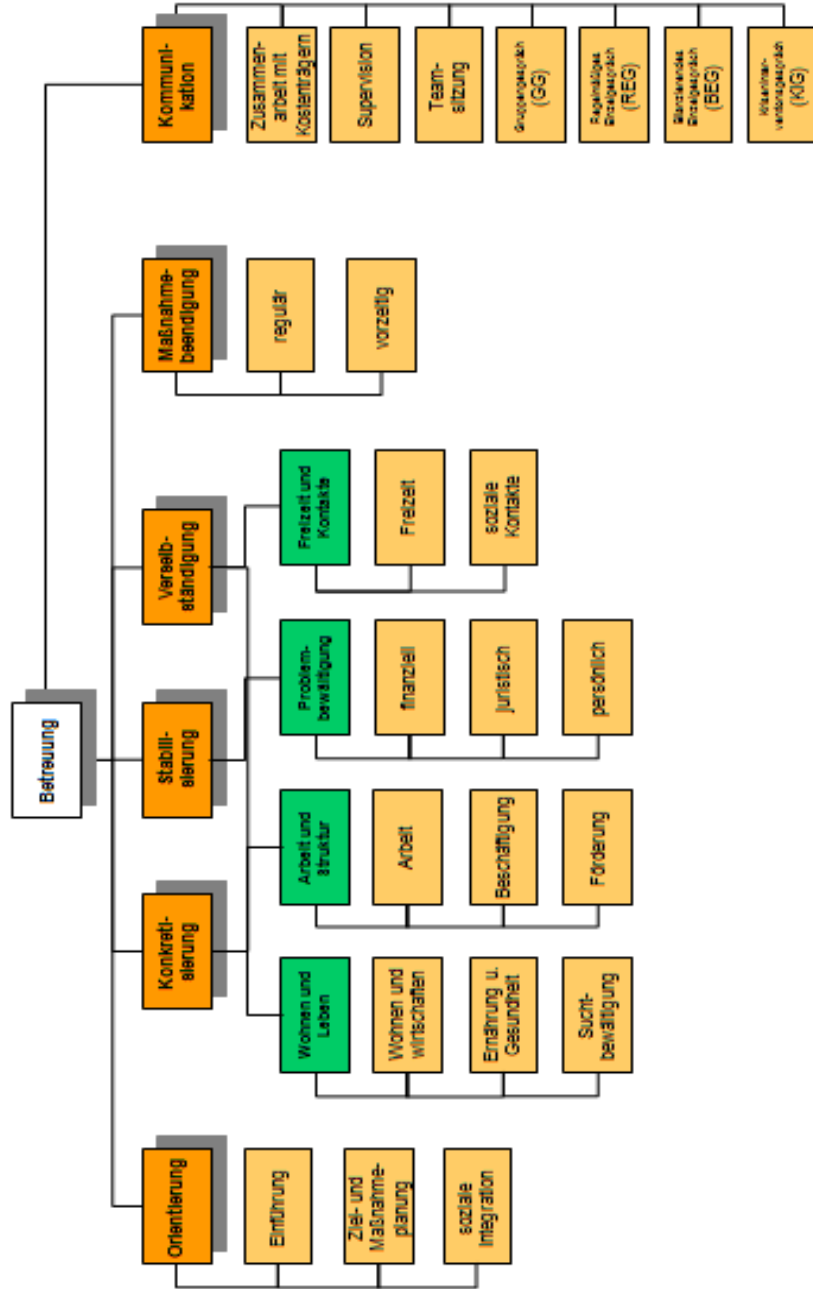 Betreuung
Orientierung
Konkreti-
sierung
Stabili-
sierung
Verselb-
ständigung
Maßnahme-
beendigung
Kommuni-
kation
Einführung
Ziel- und
Maßnahme-
planung
soziale
Integration
Wohnen und
Leben
Wohnen und
wirtschaften
Ernährung u.
Gesundheit
Sucht-
bewältigung
Arbeit und
Struktur
Arbeit
Beschäftigung
Förderung
Problem-
bewältigung
finanziell
juristisch
persönlich
Freizeit und
Kontakte
Freizeit
soziale
Kontakte
regulär
vorzeitig
Zusammen-
arbeit mit
Kostenträgern
Supervision
Team-
sitzung
Gruppengespräch
(GG)
Regelmäßiges
Einzelgespräch
(REG)
Bilanzierendes
Einzelgespräch
(BEG)
Kriseninter-
ventionsgespräch
(KIG)